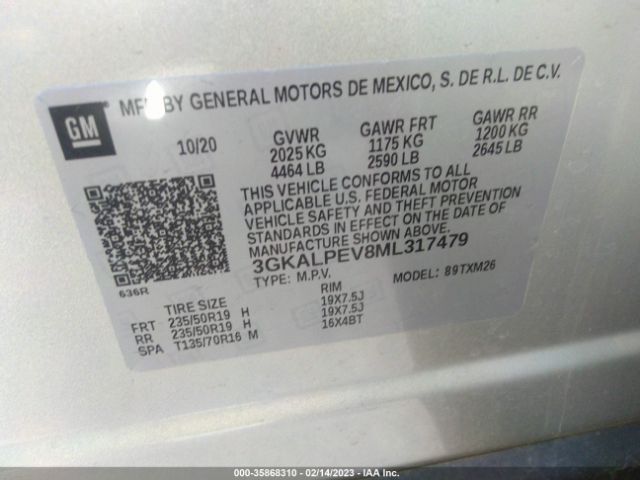 GM
MFD BY GENERAL MOTORS DE MEXICO, S. DE R.L. DE C.V.
10/20 GVWR GAWR FRT GAWR RR
2025 KG 1175 KG 1200 KG
4464 LB 2590 LB 2645 LB
THIS VEHICLE CONFORMS TO ALL
APPLICABLE U.S. FEDERAL MOTOR
VEHICLE SAFETY AND THEFT PREVENTION
STANDARDS IN EFFECT ON THE DATE OF
MANUFACTURE SHOWN ABOVE.
3GKALPEV8ML317479
TYPE: M.P.V. MODEL: 89TXM26
636R
TIRE SIZE RIM
FRT 235/50R19 H 19X7.5J
RR 235/50R19 H 19X7.5J
SPA T135/70R16 M 16X4BT
000-35868310 - 02/14/2023 - IAA Inc.